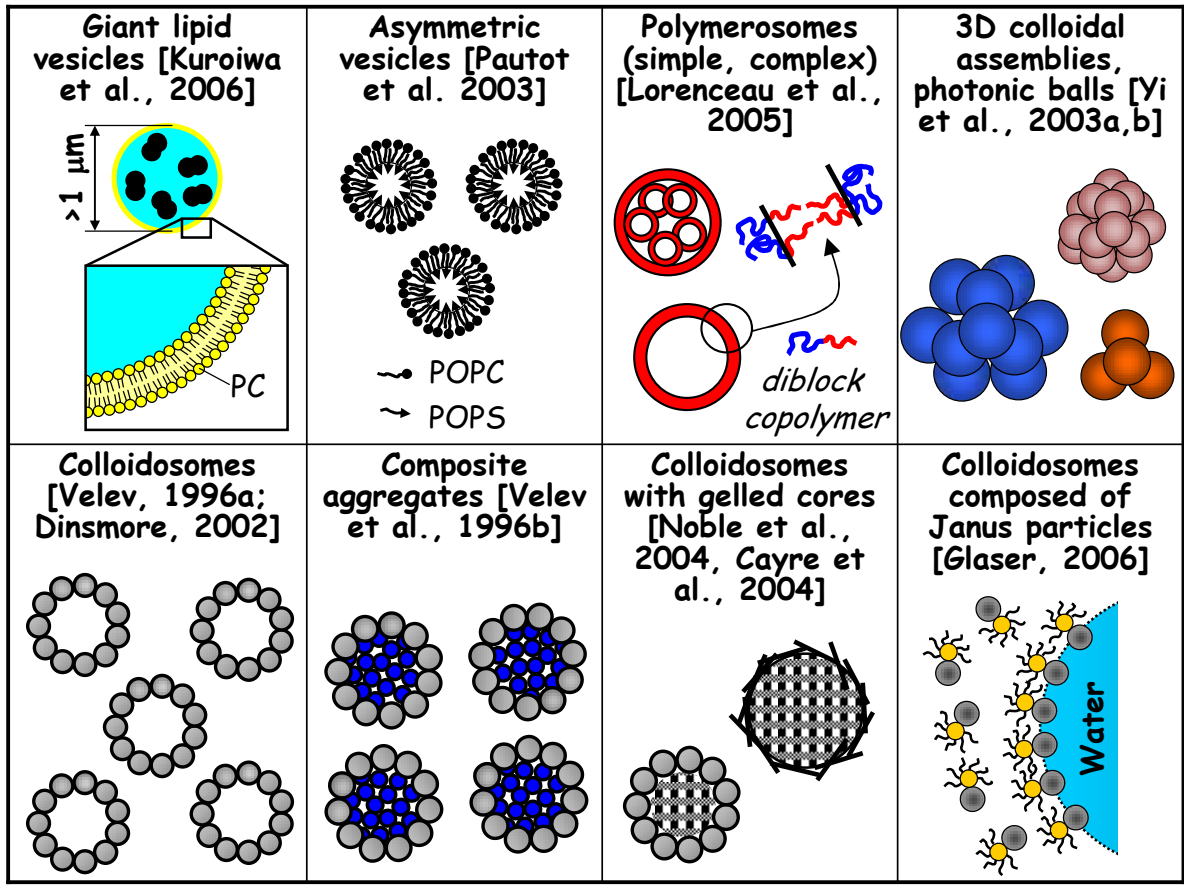 Giant lipid
vesicles [Kuroiwa
et al., 2006]
>1 μm
PC
Asymmetric
vesicles [Pautot
et al. 2003]
POPC
POPS
Polymerosomes
(simple, complex)
[Lorenceau et al.,
2005]
diblock
copolymer
3D colloidal
assemblies,
photonic balls [Yi
et al., 2003a,b]
Colloidosomes
[Velev, 1996a;
Dinsmore, 2002]
Composite
aggregates [Velev
et al., 1996b]
Colloidosomes
with gelled cores
[Noble et al.,
2004, Cayre et
al., 2004]
Colloidosomes
composed of
Janus particles
[Glaser, 2006]
Water